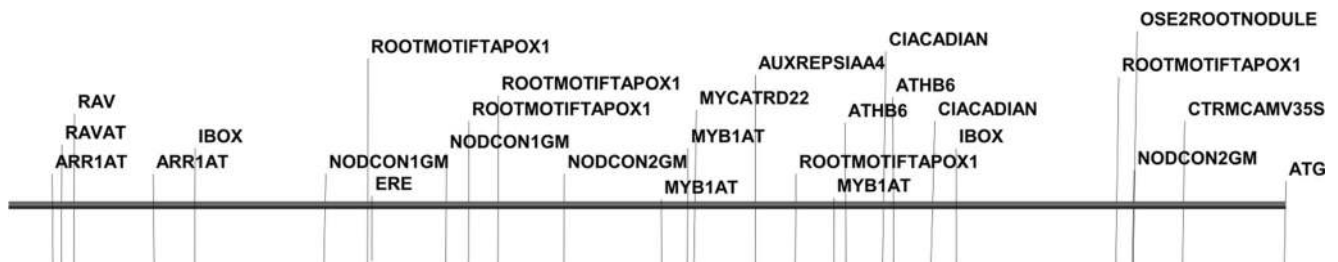 OSE2ROOTNODULE
CIACADIAN
ROOTMOTIFTAPOX1
AUXREPSIAA4
ROOTMOTIFTAPOX1
ROOTMOTIFTAPOX1
ATHB6
RAV
MYCATRD22
ROOTMOTIFTAPOX1
ATHB6
CIACADIAN
CTRMCAMV35S
RAVAT
IBOX
NODCON1GM
MYB1AT
IBOX
ARR1AT
ARR1AT
NODCON1GM
NODCON2GM
ROOTMOTIFTAPOX1
NODCON2GM
ATG
ERE
MYB1AT
MYB1AT